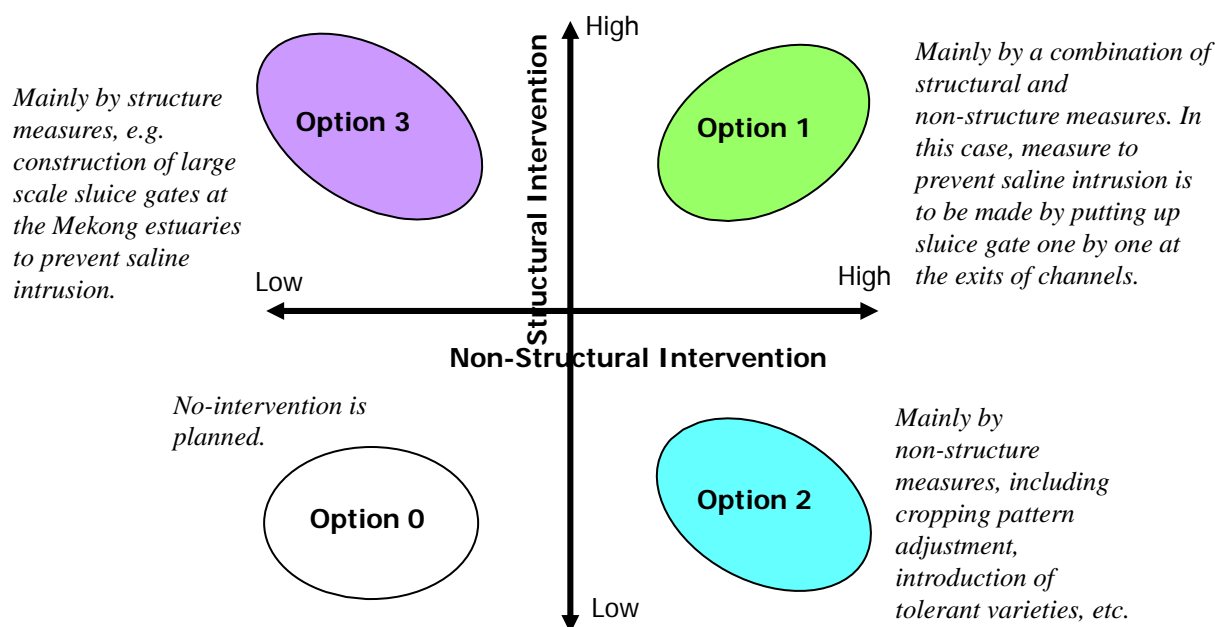 High
Structural Intervention
Mainly by structure
measures, e.g.
construction of large
scale sluice gates at
the Mekong estuaries
to prevent saline
intrusion.
Option 3
Option 1
Mainly by a combination of
structural and
non-structure measures. In
this case, measure to
prevent saline intrusion is
to be made by putting up
sluice gate one by one at
the exits of channels.
Low
High
Non-Structural Intervention
No-intervention is
planned.
Option 0
Option 2
Mainly by
non-structure
measures, including
cropping pattern
adjustment,
introduction of
tolerant varieties, etc.
Low